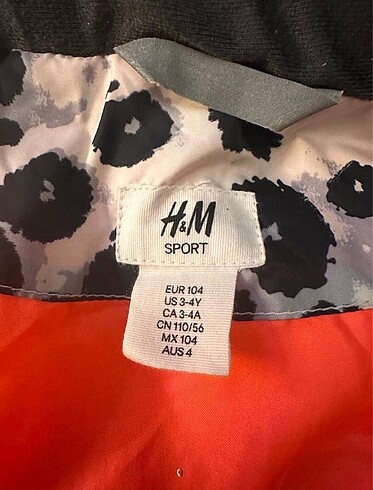 H&M
SPORT
EUR 104
US 3-4Y
CA 3-4A
CN 110/56
MX 104
AUS 4